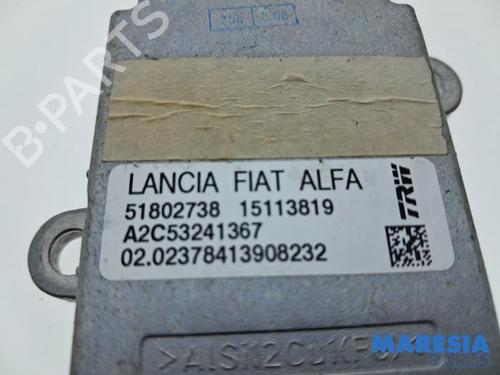 B-PARTS
LANCIA FIAT ALFA
51802738 15113819
A2C53241367
02.02378413908232
TRW
MARESIA